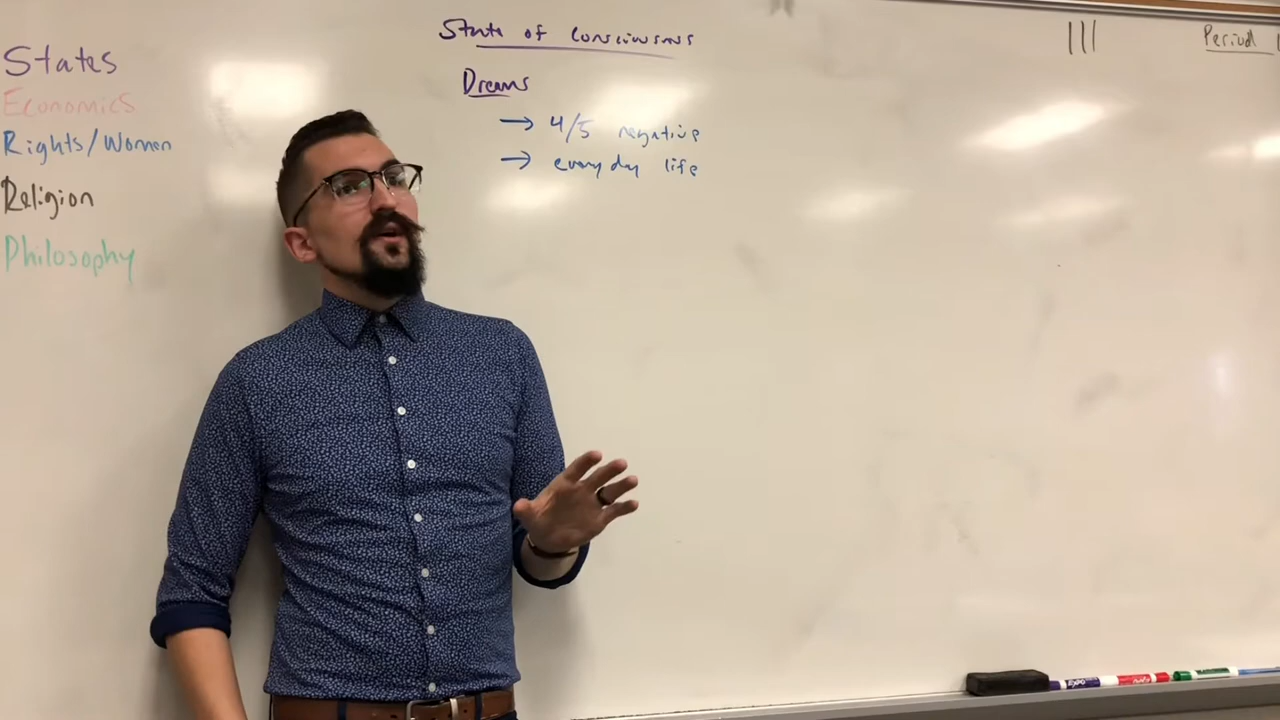 States
Economics
Rights/Women
Religion
Philosophy
State of consciousness
Dreams
→ 4/5 negative
→ everyday life
|||
Period